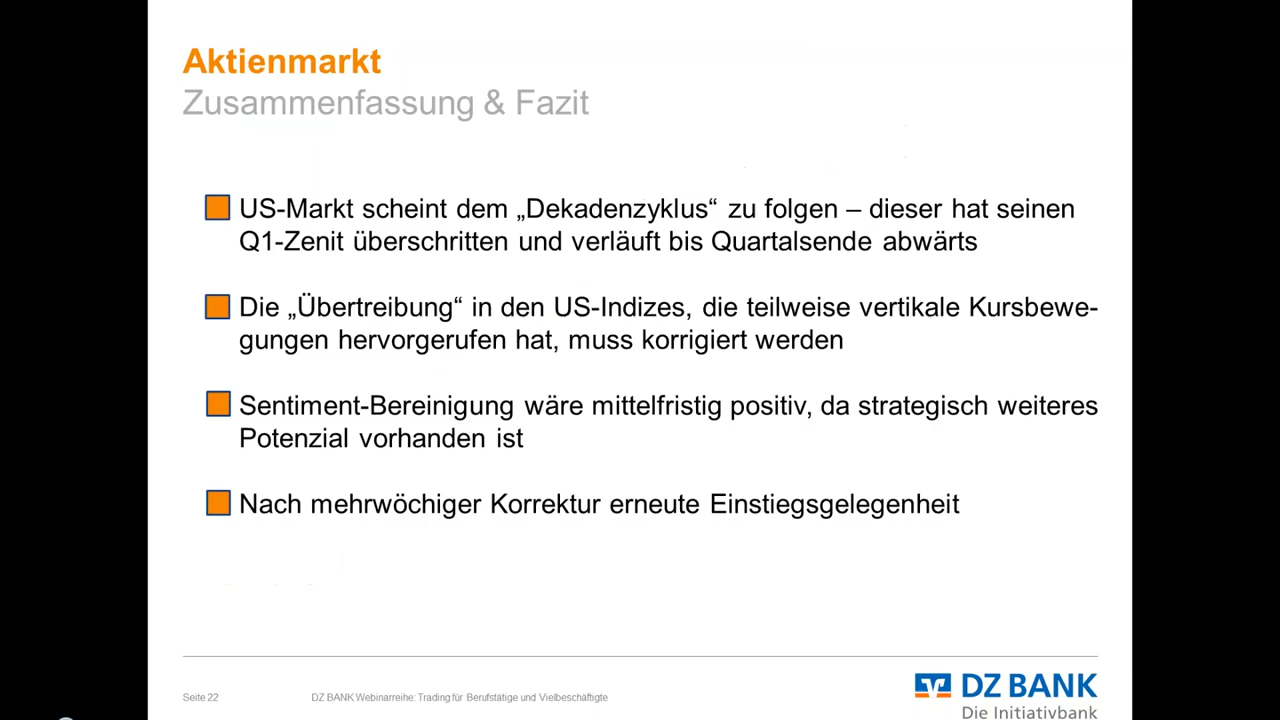 Aktienmarkt
Zusammenfassung & Fazit
US-Markt scheint dem „Dekadenzyklus“ zu folgen – dieser hat seinen
Q1-Zenit überschritten und verläuft bis Quartalsende abwärts
Die „Übertreibung“ in den US-Indizes, die teilweise vertikale Kursbewe-
gungen hervorgerufen hat, muss korrigiert werden
Sentiment-Bereinigung wäre mittelfristig positiv, da strategisch weiteres
Potenzial vorhanden ist
Nach mehrwöchiger Korrektur erneute Einstiegsgelegenheit
Seite 22
DZ BANK Webinarreihe: Trading für Berufstätige und Vielbeschäftigte
DZ BANK
Die Initiativbank